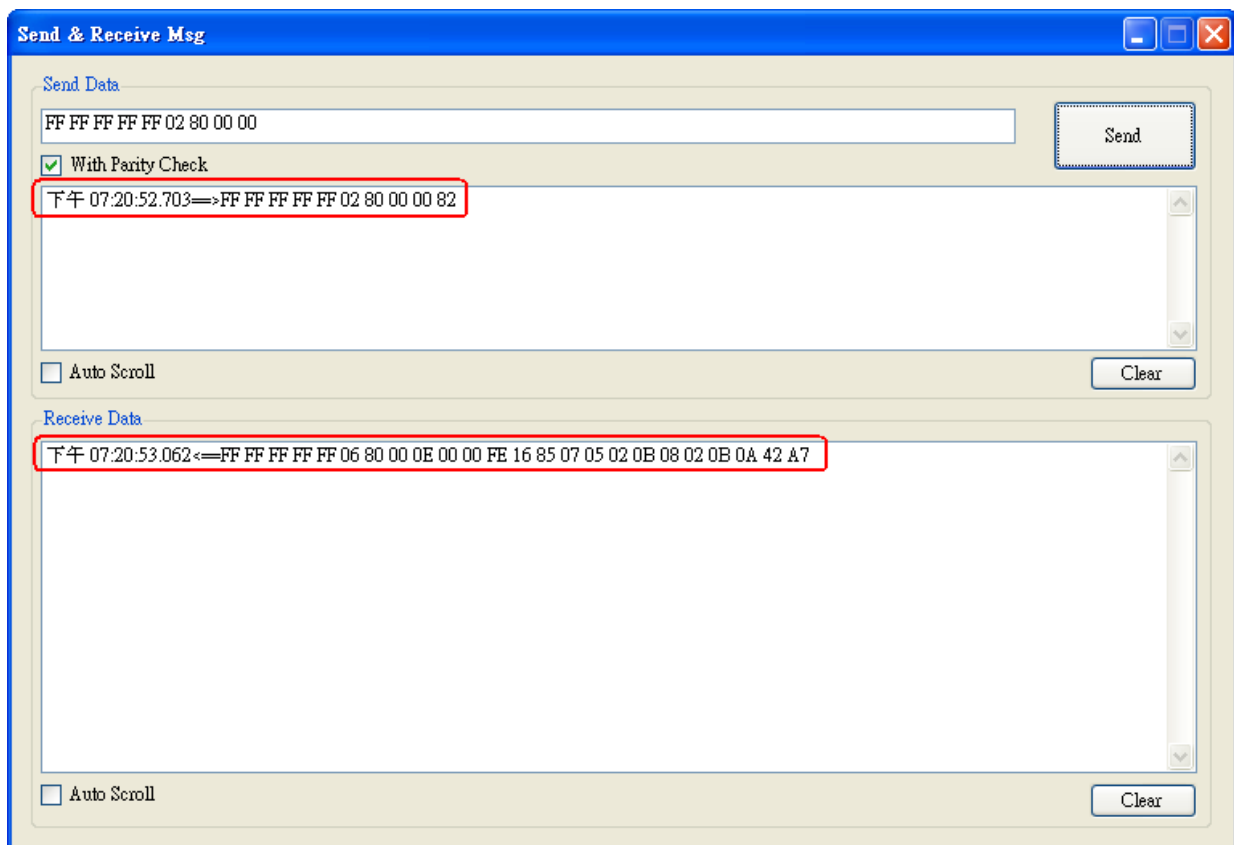 Send & Receive Msg
Send Data
FF FF FF FF FF 02 80 00 00
Send
With Parity Check
下午 07:20:52.703==>FF FF FF FF FF 02 80 00 00 82
Auto Scroll
Clear
Receive Data
下午 07:20:53.062<==FF FF FF FF FF 06 80 00 0E 00 00 FE 16 85 07 05 02 0B 08 02 0B 0A 42 A7
Auto Scroll
Clear